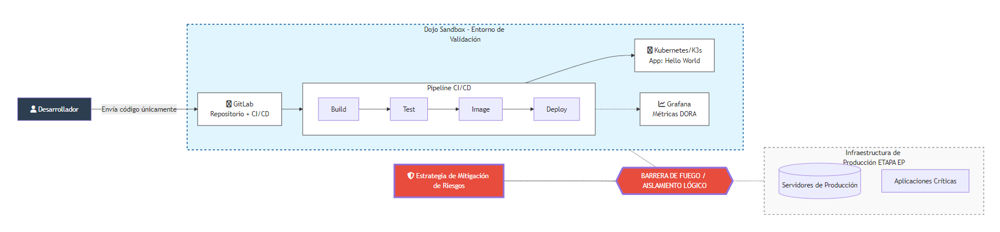 Dojo Sandbox - Entorno de
Validación
Kubernetes/K3s
App: Hello World
Pipeline CI/CD
Desarrollador
Envía código únicamente
GitLab
Repositorio + CI/CD
Build
Test
Image
Deploy
Grafana
Métricas DORA
Infraestructura de
Producción ETAPA EP
Estrategia de Mitigación
de Riesgos
BARRERA DE FUEGO /
AISLAMIENTO LÓGICO
Servidores de Producción
Aplicaciones Críticas